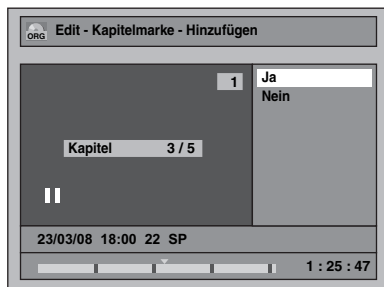 ORG Edit - Kapitelmarke - Hinzufügen
1
Ja
Nein
Kapitel 3 / 5
23/03/08 18:00 22 SP
1 : 25 : 47